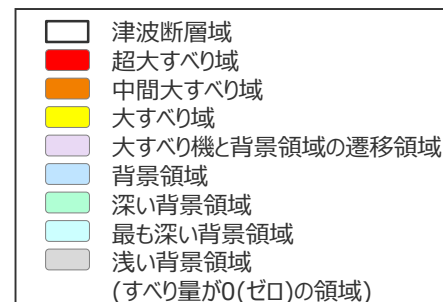 津波断層域
超大すべり域
中間大すべり域
大すべり域
大すべり機と背景領域の遷移領域
背景領域
深い背景領域
最も深い背景領域
浅い背景領域
(すべり量が0(ゼロ)の領域)